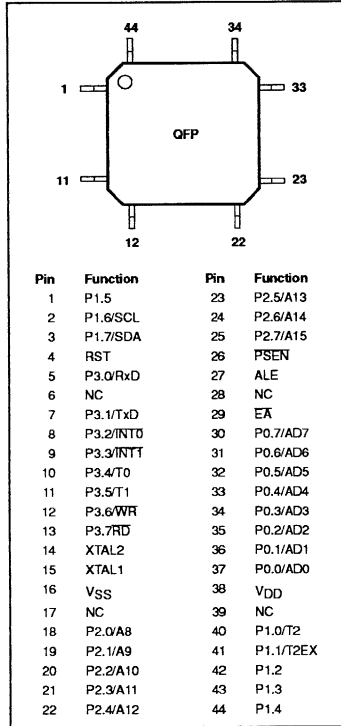 44 34
1 33
QFP
11 23
12 22
Pin Function Pin Function
1 P1.5 23 P2.5/A13
2 P1.6/SCL 24 P2.6/A14
3 P1.7/SDA 25 P2.7/A15
4 RST 26 P̅S̅E̅N̅
5 P3.0/RxD 27 ALE
6 NC 28 NC
7 P3.1/TxD 29 E̅A̅
8 P3.2/I̅N̅T̅0̅ 30 P0.7/AD7
9 P3.3/I̅N̅T̅1̅ 31 P0.6/AD6
10 P3.4/T0 32 P0.5/AD5
11 P3.5/T1 33 P0.4/AD4
12 P3.6/W̅R̅ 34 P0.3/AD3
13 P3.7R̅D̅ 35 P0.2/AD2
14 XTAL2 36 P0.1/AD1
15 XTAL1 37 P0.0/AD0
16 VSS 38 VDD
17 NC 39 NC
18 P2.0/A8 40 P1.0/T2
19 P2.1/A9 41 P1.1/T2EX
20 P2.2/A10 42 P1.2
21 P2.3/A11 43 P1.3
22 P2.4/A12 44 P1.4